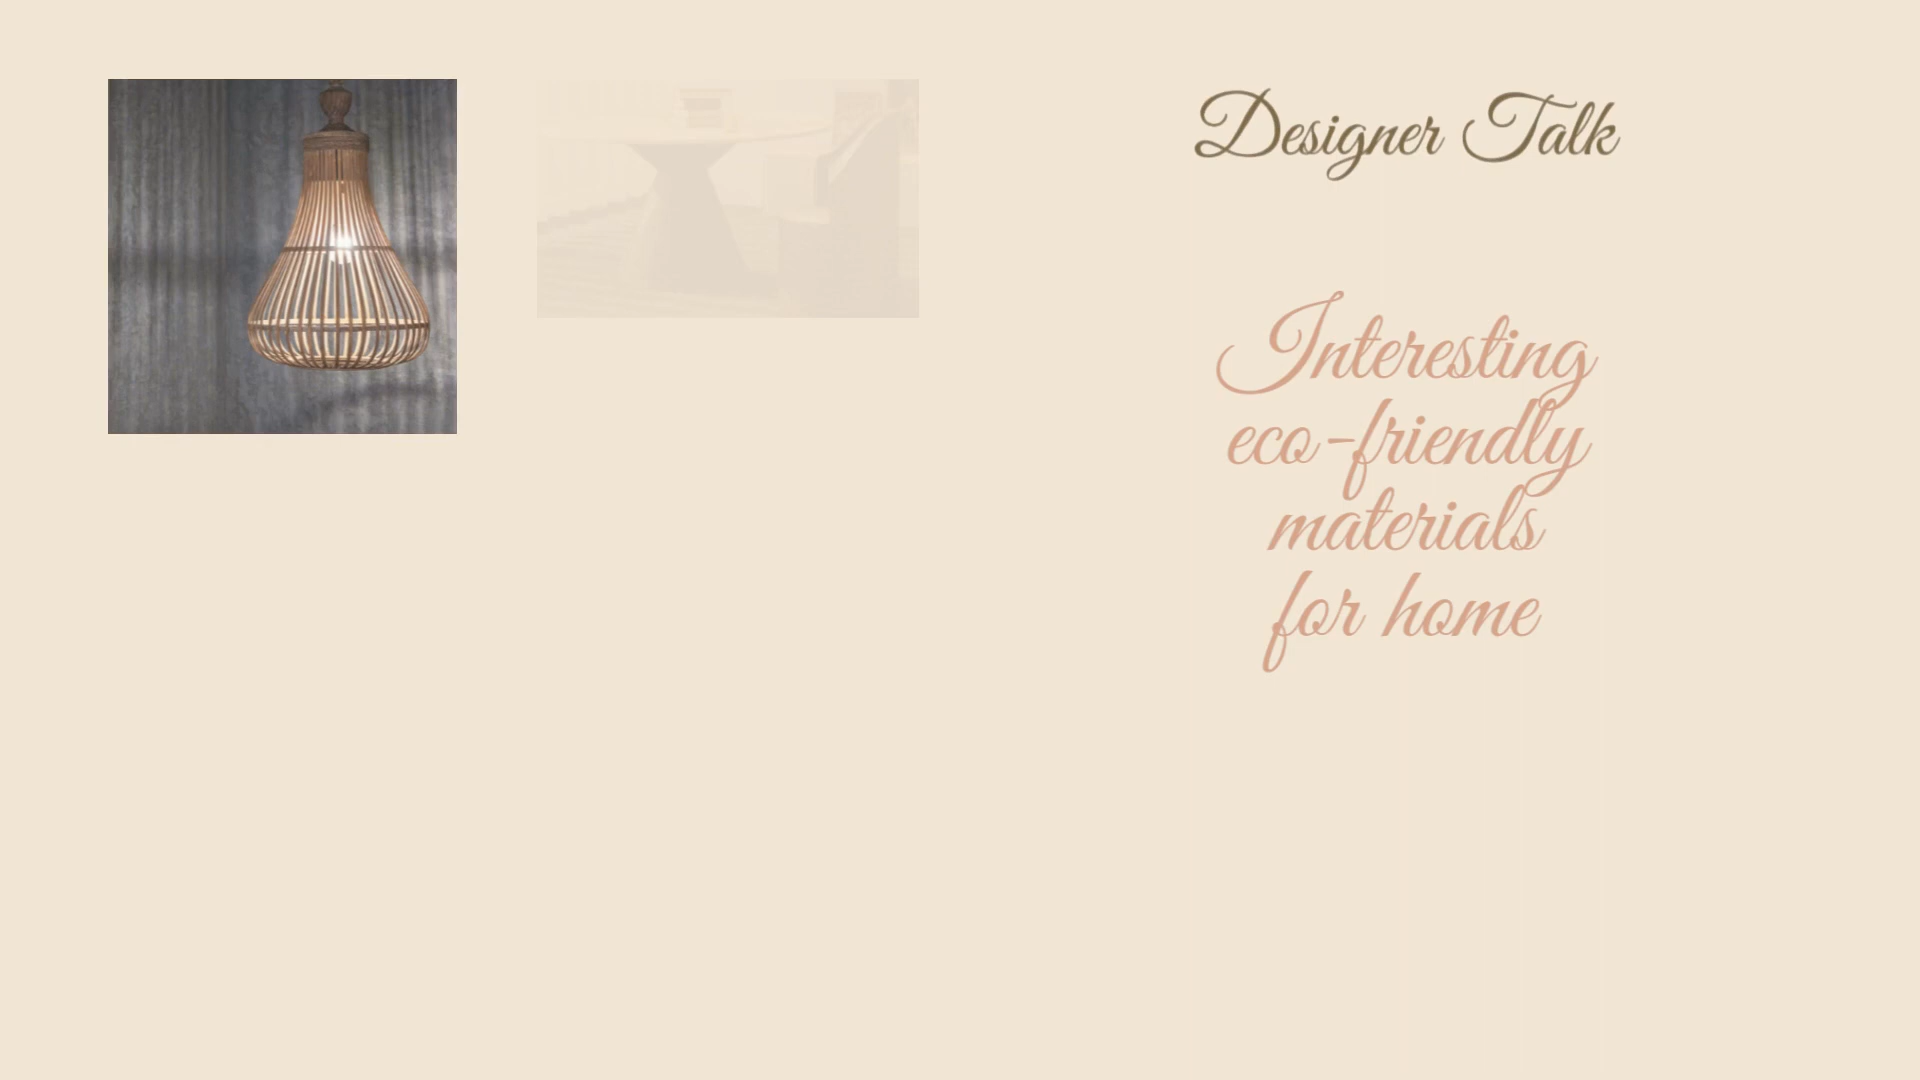 Designer Talk
Interesting
eco-friendly
materials
for home